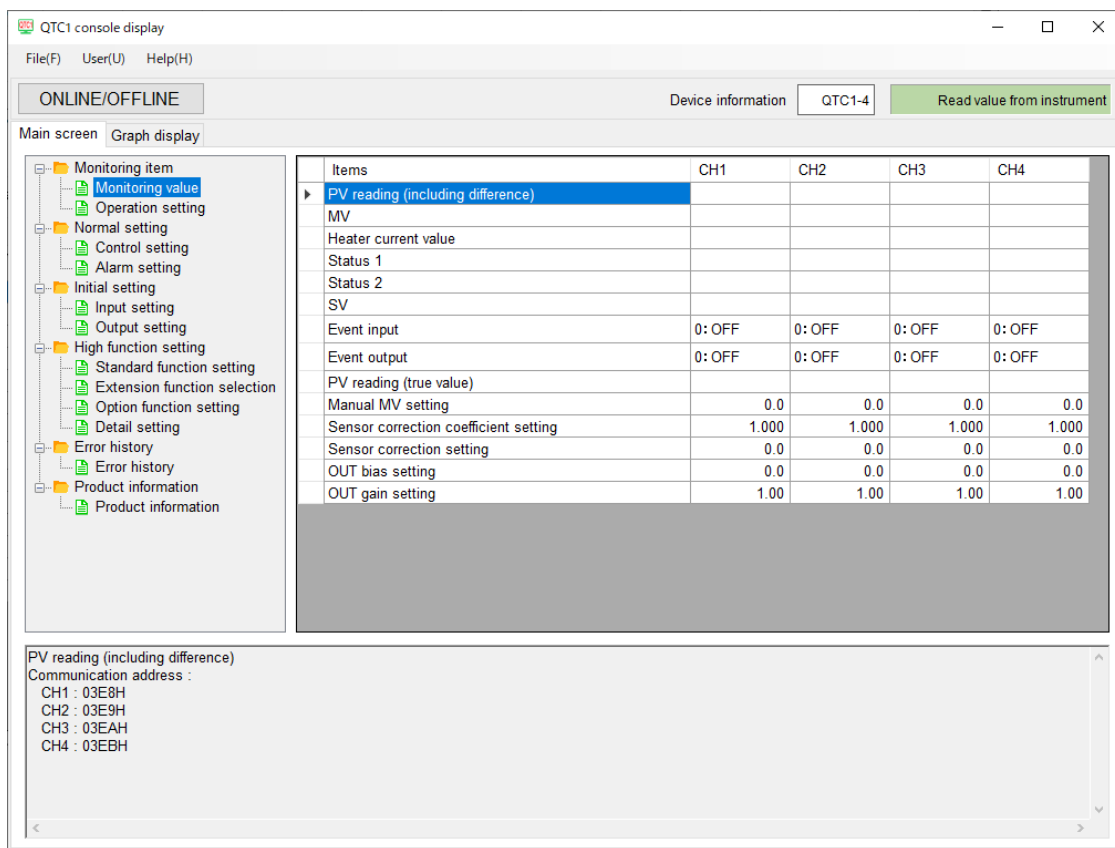 QTC1 console display
File(F) User(U) Help(H)
ONLINE/OFFLINE Device information QTC1-4 Read value from instrument
Main screen Graph display
Monitoring item
Monitoring value
Operation setting
Normal setting
Control setting
Alarm setting
Initial setting
Input setting
Output setting
High function setting
Standard function setting
Extension function selection
Option function setting
Detail setting
Error history
Error history
Product information
Product information
Items CH1 CH2 CH3 CH4
PV reading (including difference)
MV
Heater current value
Status 1
Status 2
SV
Event input 0: OFF 0: OFF 0: OFF 0: OFF
Event output 0: OFF 0: OFF 0: OFF 0: OFF
PV reading (true value)
Manual MV setting 0.0 0.0 0.0 0.0
Sensor correction coefficient setting 1.000 1.000 1.000 1.000
Sensor correction setting 0.0 0.0 0.0 0.0
OUT bias setting 0.0 0.0 0.0 0.0
OUT gain setting 1.00 1.00 1.00 1.00
PV reading (including difference)
Communication address :
CH1 : 03E8H
CH2 : 03E9H
CH3 : 03EAH
CH4 : 03EBH